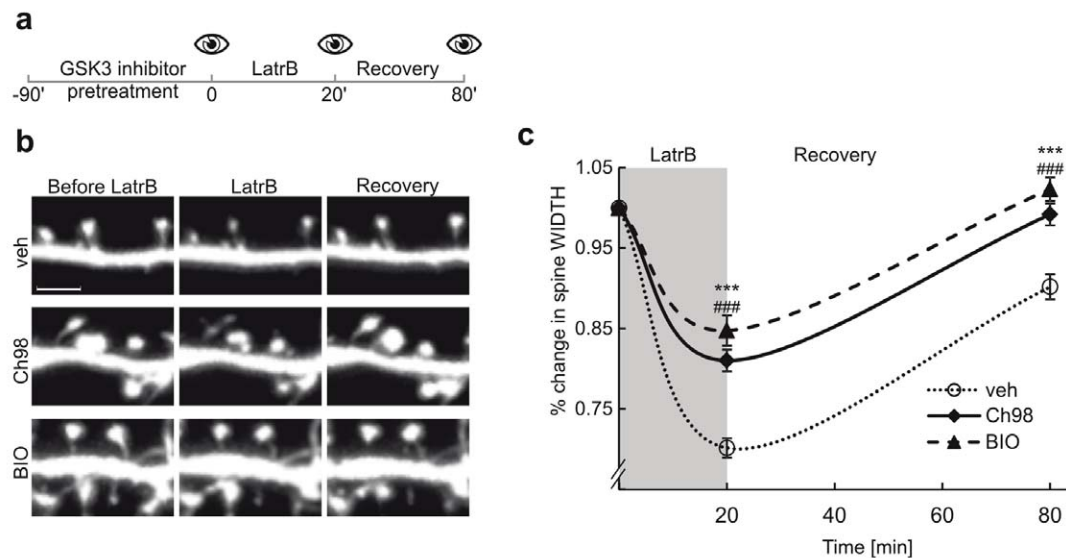 a
GSK3 inhibitor
pretreatment
LatrB
Recovery
-90'
0
20'
80'
b
Before LatrB
LatrB
Recovery
veh
Ch98
BIO
c
LatrB
Recovery
% change in spine WIDTH
1.05
0.95
0.85
0.75
***
###
***
###
veh
Ch98
BIO
20
40
60
80
Time [min]